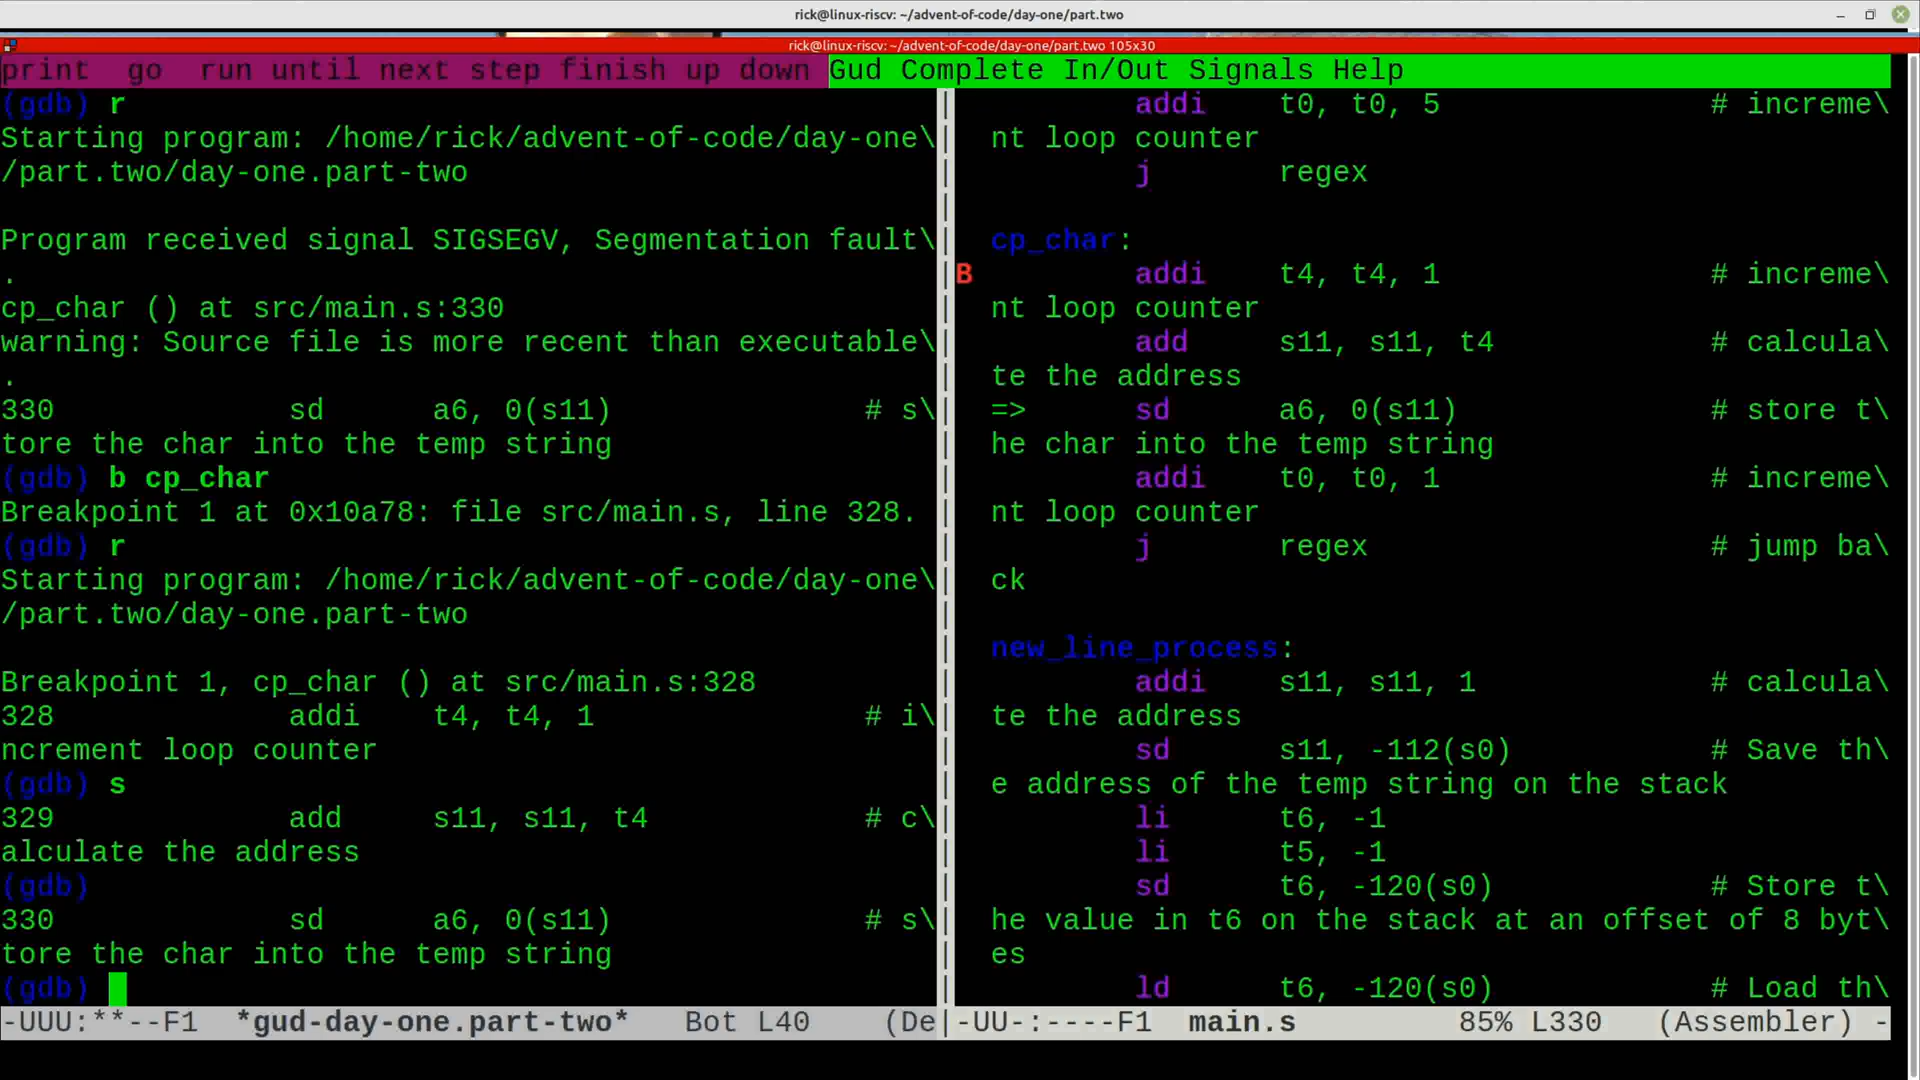 rick@linux-riscv: ~/advent-of-code/day-one/part.two
rick@linux-riscv: ~/advent-of-code/day-one/part.two 105x30
print go run until next step finish up down Gud Complete In/Out Signals Help
(gdb) r
Starting program: /home/rick/advent-of-code/day-one\
/part.two/day-one.part-two
Program received signal SIGSEGV, Segmentation fault\
.
cp_char () at src/main.s:330
warning: Source file is more recent than executable\
.
330 sd a6, 0(s11) # s\
tore the char into the temp string
(gdb) b cp_char
Breakpoint 1 at 0x10a78: file src/main.s, line 328.
(gdb) r
Starting program: /home/rick/advent-of-code/day-one\
/part.two/day-one.part-two
Breakpoint 1, cp_char () at src/main.s:328
328 addi t4, t4, 1 # i\
ncrement loop counter
(gdb) s
329 add s11, s11, t4 # c\
alculate the address
(gdb)
330 sd a6, 0(s11) # s\
tore the char into the temp string
(gdb)
-UUU:**--F1 *gud-day-one.part-two* Bot L40 (De
addi t0, t0, 5 # increme\
nt loop counter
j regex
cp_char:
B addi t4, t4, 1 # increme\
nt loop counter
add s11, s11, t4 # calcula\
te the address
=> sd a6, 0(s11) # store t\
he char into the temp string
addi t0, t0, 1 # increme\
nt loop counter
j regex # jump ba\
ck
new_line_process:
addi s11, s11, 1 # calcula\
te the address
sd s11, -112(s0) # Save th\
e address of the temp string on the stack
li t6, -1
li t5, -1
sd t6, -120(s0) # Store t\
he value in t6 on the stack at an offset of 8 byt\
es
ld t6, -120(s0) # Load th\
-UU-:----F1 main.s 85% L330 (Assembler) -